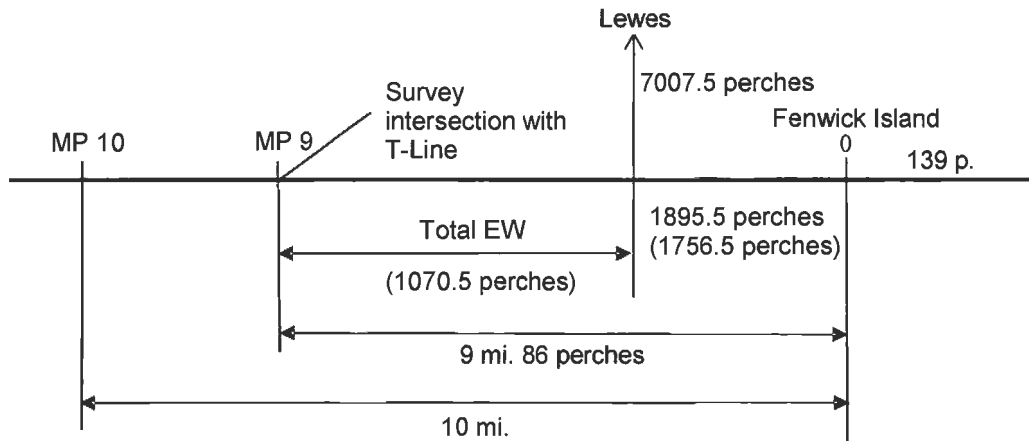 Lewes
7007.5 perches
Survey
intersection with
T-Line
Fenwick Island
MP 10
MP 9
0
139 p.
Total EW
1895.5 perches
(1756.5 perches)
(1070.5 perches)
9 mi. 86 perches
10 mi.